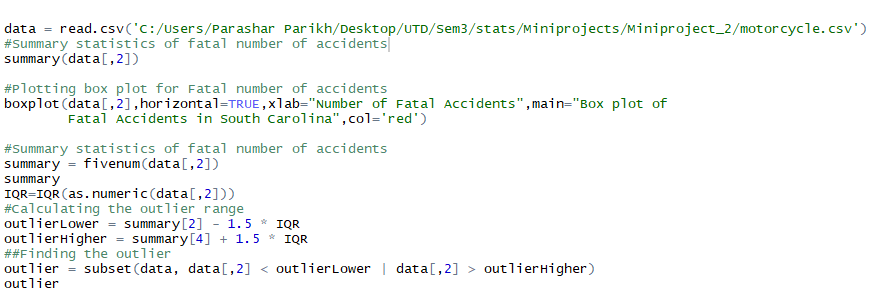 data = read.csv('C:/Users/Parashar Parikh/Desktop/UTD/Sem3/stats/Miniprojects/Miniproject_2/motorcycle.csv')
#Summary statistics of fatal number of accidents
summary(data[,2])
#Plotting box plot for Fatal number of accidents
boxplot(data[,2],horizontal=TRUE,xlab="Number of Fatal Accidents",main="Box plot of
Fatal Accidents in South Carolina",col='red')
#Summary statistics of fatal number of accidents
summary = fivenum(data[,2])
summary
IQR=IQR(as.numeric(data[,2]))
#Calculating the outlier range
outlierLower = summary[2] - 1.5 * IQR
outlierHigher = summary[4] + 1.5 * IQR
##Finding the outlier
outlier = subset(data, data[,2] < outlierLower | data[,2] > outlierHigher)
outlier